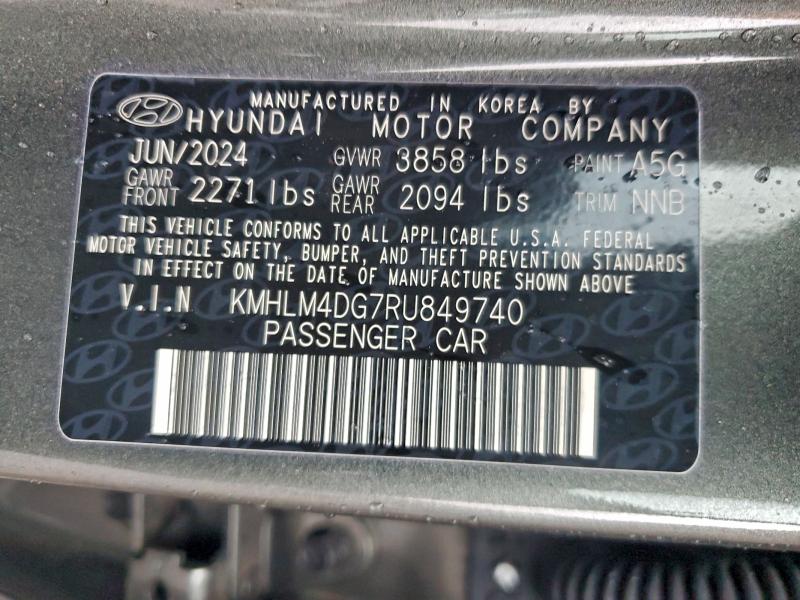 MANUFACTURED IN KOREA BY
HYUNDAI MOTOR COMPANY
JUN/2024 GVWR 3858 lbs PAINT A5G
GAWR FRONT 2271 lbs GAWR REAR 2094 lbs TRIM NNB
THIS VEHICLE CONFORMS TO ALL APPLICABLE U.S.A. FEDERAL
MOTOR VEHICLE SAFETY, BUMPER, AND THEFT PREVENTION STANDARDS
IN EFFECT ON THE DATE OF MANUFACTURE SHOWN ABOVE
V.I.N KMHLM4DG7RU849740
PASSENGER CAR